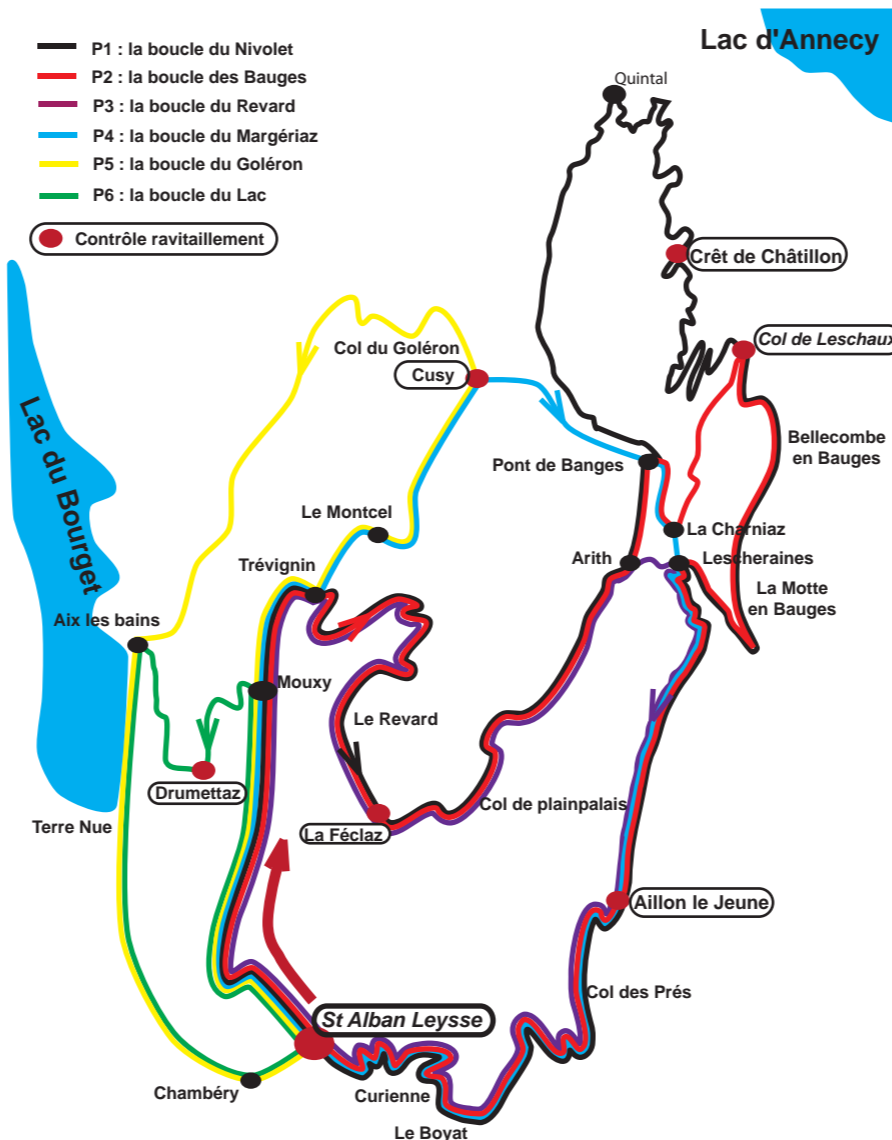 Lac d'Annecy
P1 : la boucle du Nivolet
P2 : la boucle des Bauges
P3 : la boucle du Revard
P4 : la boucle du Margériaz
P5 : la boucle du Goléron
P6 : la boucle du Lac
Contrôle ravitaillement
Quintal
Crêt de Châtillon
Col de Leschaux
Col du Goléron
Cusy
Lac du Bourget
Bellecombe
en Bauges
Pont de Banges
Le Montcel
La Charniaz
Trévignin
Arith
Lescheraines
La Motte
en Bauges
Aix les bains
Mouxy
Le Revard
Drumettaz
Col de plainpalais
Terre Nue
La Féclaz
Aillon le Jeune
Col des Prés
St Alban Leysse
Chambéry
Curienne
Le Boyat